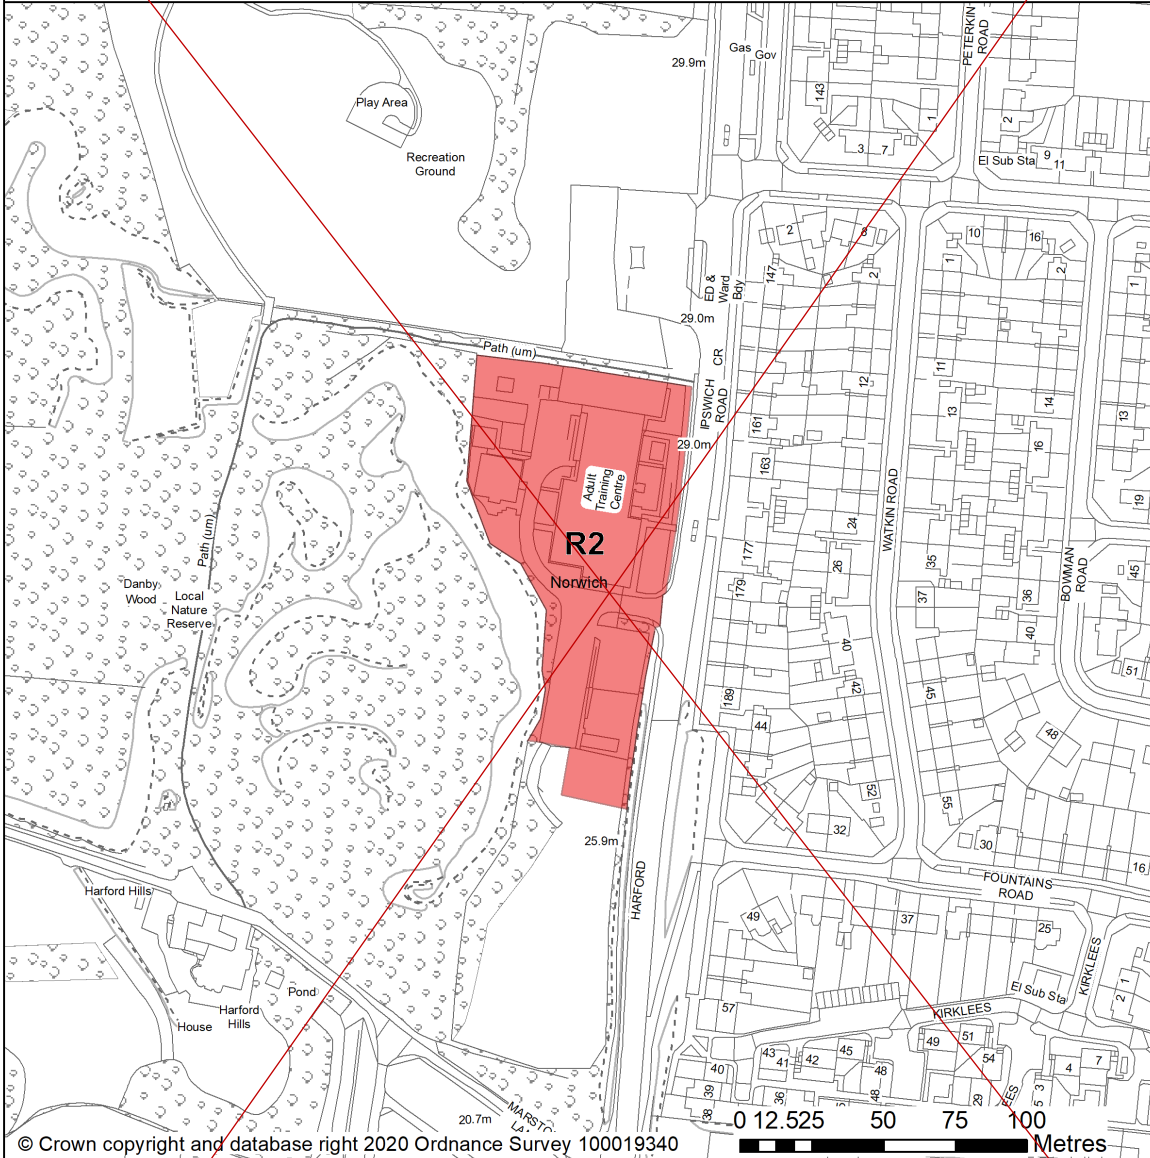 PETERKIN
ROAD
Gas
Gov
29.9m
143
Play Area
1
2
3
7
El Sub Sta
9
11
Recreation
Ground
2
8
10
16
147
2
1
2
1
ED &
Ward
Bdy
29.0m
Path (um)
CR
12
11
14
IPSWICH
ROAD
13
13
161
29.0m
16
163
Adult
Training
Centre
19
WATKIN ROAD
24
R2
Path (um)
177
26
35
BOWMAN
ROAD
45
Norwich
179
37
36
Danby
Wood
Local
Nature
Reserve
40
40
51
42
45
189
44
48
52
55
32
25.9m
30
16
HARFORD
FOUNTAINS
ROAD
Harford Hills
49
37
25
KIRKLEES
El Sub Sta
1
2
Pond
57
KIRKLEES
Harford
Hills
House
51
49
43
41
42
45
54
7
4
40
48
39
38
36
48
29
3
5
20.7m
0 12.525 50 75 100
Metres
© Crown copyright and database right 2020 Ordnance Survey 100019340